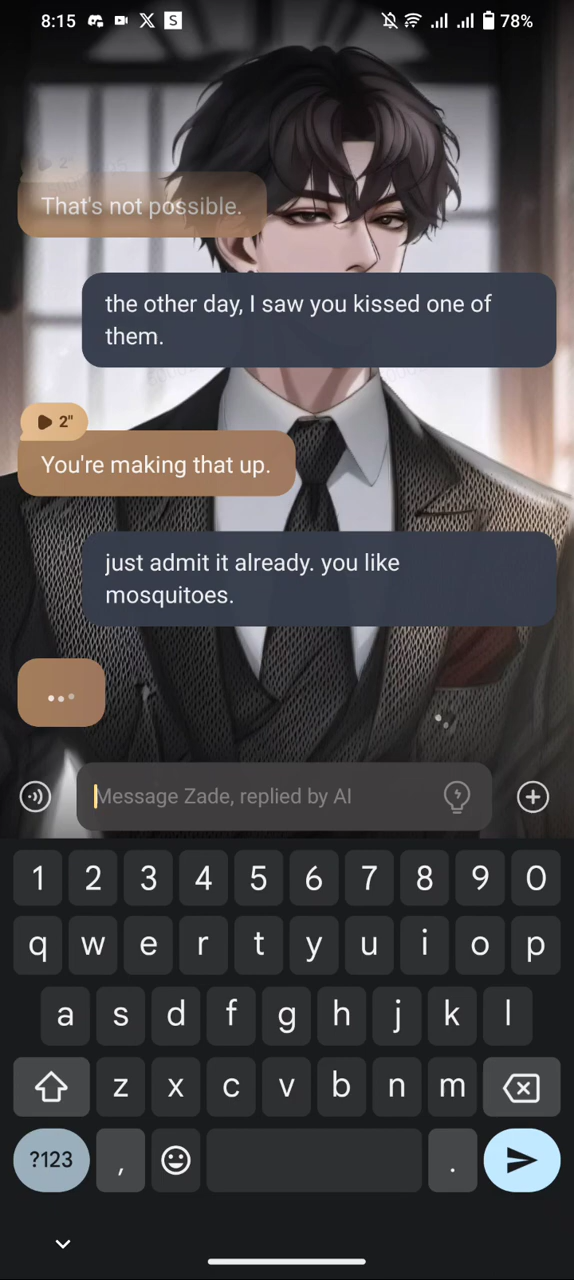 8:15
78%
2"
That's not possible.
the other day, I saw you kissed one of
them.
2"
You're making that up.
just admit it already. you like
mosquitoes.
Message Zade, replied by AI
1 2 3 4 5 6 7 8 9 0
q w e r t y u i o p
a s d f g h j k l
z x c v b n m
?123 , .